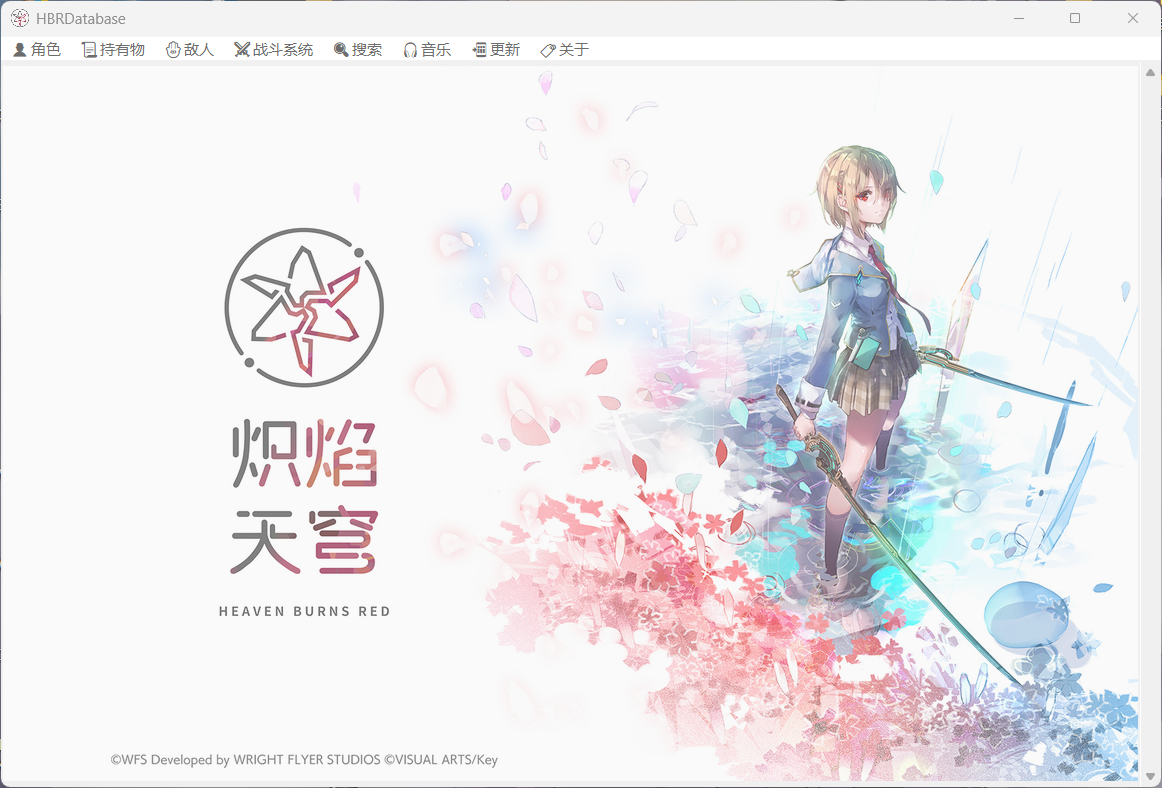 HBRDatabase
角色 持有物 敌人 战斗系统 搜索 音乐 更新 关于
炽焰
天穹
HEAVEN BURNS RED
©WFS Developed by WRIGHT FLYER STUDIOS ©VISUAL ARTS/Key